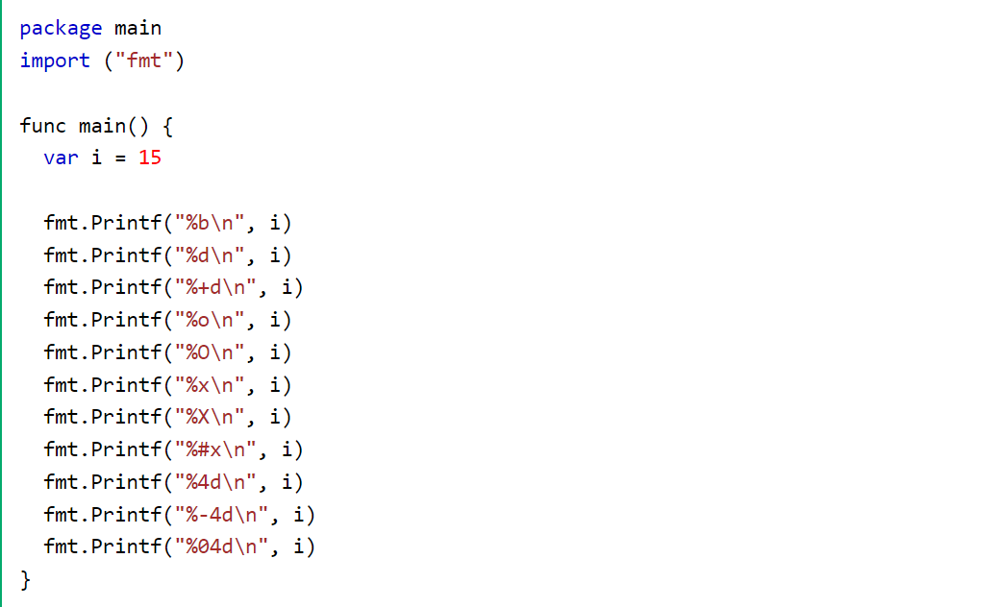 package main
import ("fmt")

func main() {
  var i = 15

  fmt.Printf("%b\n", i)
  fmt.Printf("%d\n", i)
  fmt.Printf("%+d\n", i)
  fmt.Printf("%o\n", i)
  fmt.Printf("%O\n", i)
  fmt.Printf("%x\n", i)
  fmt.Printf("%X\n", i)
  fmt.Printf("%#x\n", i)
  fmt.Printf("%4d\n", i)
  fmt.Printf("%-4d\n", i)
  fmt.Printf("%04d\n", i)
}